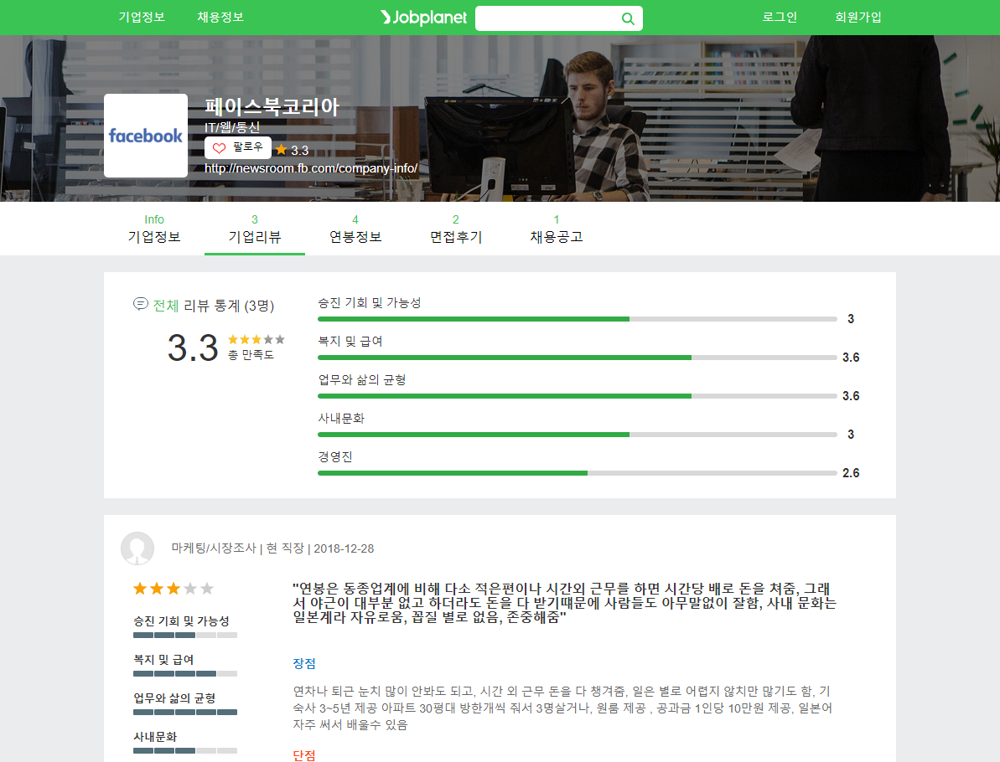 기업정보 채용정보 Jobplanet 로그인 회원가입
페이스북코리아
IT/웹/통신
facebook
팔로우 3.3
http://newsroom.fb.com/company-info/
Info 3 4 2 1
기업정보 기업리뷰 연봉정보 면접후기 채용공고
전체 리뷰 통계 (3명)
3.3
총 만족도
승진 기회 및 가능성
3
복지 및 급여
3.6
업무와 삶의 균형
3.6
사내문화
3
경영진
2.6
마케팅/시장조사 | 현 직장 | 2018-12-28
승진 기회 및 가능성
복지 및 급여
업무와 삶의 균형
사내문화
"연봉은 동종업계에 비해 다소 적은편이나 시간외 근무를 하면 시간당 배로 돈을 쳐줌, 그래
서 야근이 대부분 없고 하더라도 돈을 다 받기떄문에 사람들도 아무말없이 잘함, 사내 문화는
일본계라 자유로움, 꼽질 별로 없음, 존중해줌"
장점
연차나 퇴근 눈치 많이 안봐도 되고, 시간 외 근무 돈을 다 챙겨줌, 일은 별로 어렵지 않치만 많기도 함, 기
숙사 3~5년 제공 아파트 30평대 방한개씩 줘서 3명살거나, 원룸 제공 , 공과금 1인당 10만원 제공, 일본어
자주 써서 배울수 있음
단점